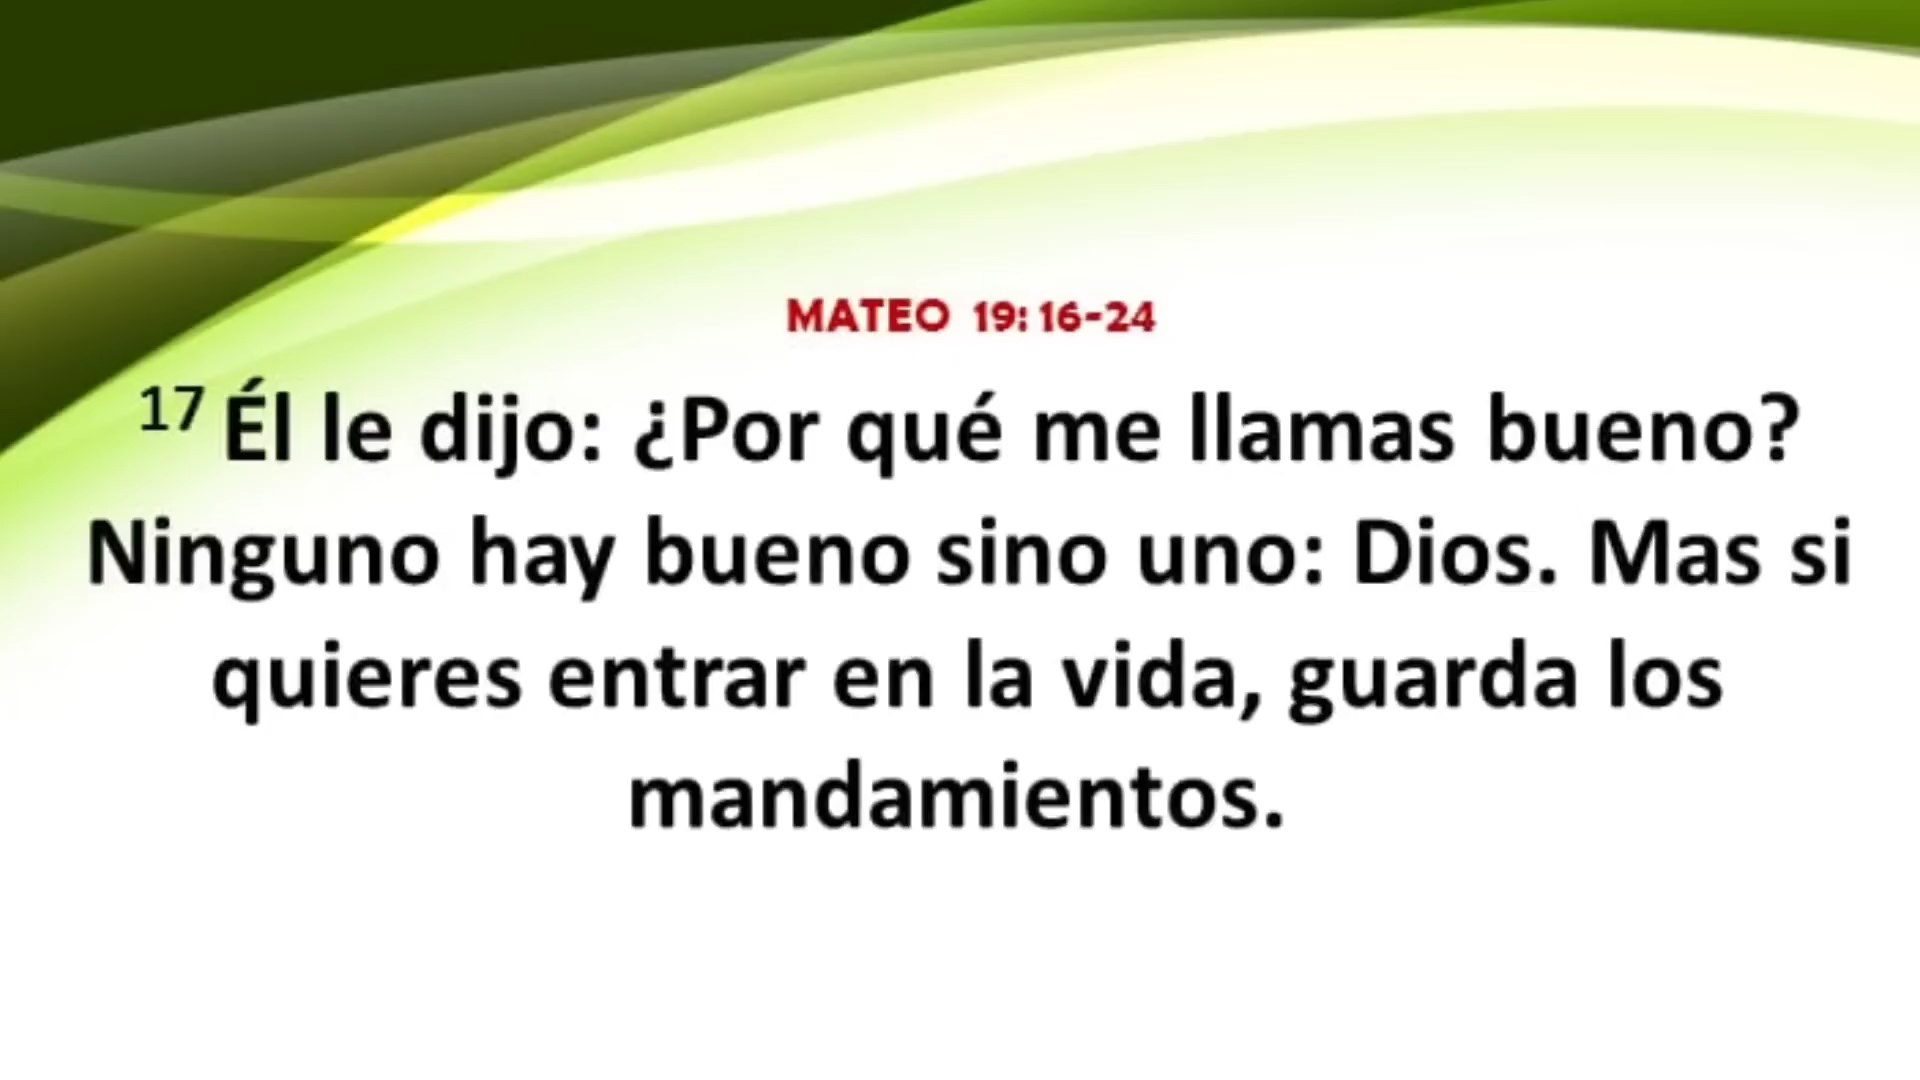 MATEO 19: 16-24
17 Él le dijo: ¿Por qué me llamas bueno?
Ninguno hay bueno sino uno: Dios. Mas si
quieres entrar en la vida, guarda los
mandamientos.